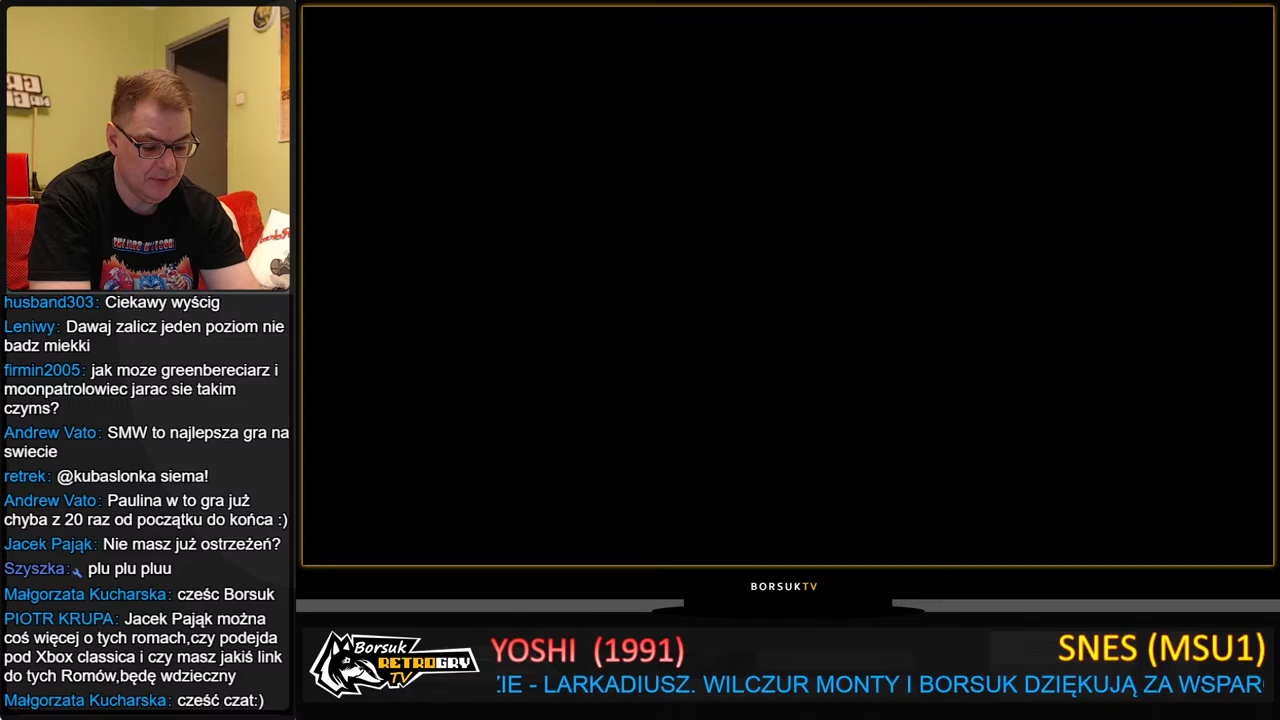 husband303: Ciekawy wyścig
Leniwy: Dawaj zalicz jeden poziom nie
badz miekki
firmin2005: jak moze greenbereciarz i
moonpatrolowiec jarac sie takim
czyms?
Andrew Vato: SMW to najlepsza gra na
swiecie
retrek: @kubaslonka siema!
Andrew Vato: Paulina w to gra już
chyba z 20 raz od początku do końca :)
Jacek Pająk: Nie masz już ostrzeżeń?
Szyszka: plu plu pluu
Małgorzata Kucharska: cześc Borsuk
PIOTR KRUPA: Jacek Pająk można
coś więcej o tych romach,czy podejda
pod Xbox classica i czy masz jakiś link
do tych Romów,będę wdzieczny
Małgorzata Kucharska: cześć czat:)
BORSUKTV
Borsuk
RETROGRY
TV
YOSHI (1991)
SNES (MSU1)
ZIE - LARKADIUSZ. WILCZUR MONTY I BORSUK DZIĘKUJĄ ZA WSPAR